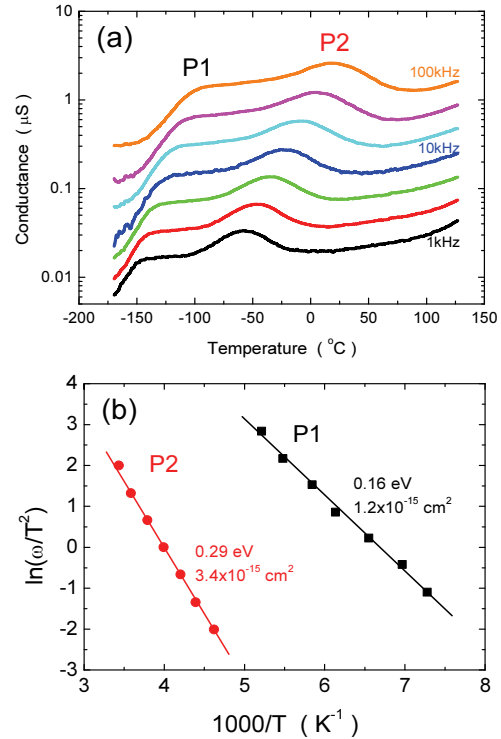 (a)
P1
P2
100kHz
10kHz
1kHz
Conductance ( μS )
10
1
0.1
0.01
-200 -150 -100 -50 0 50 100 150
Temperature ( °C )
(b)
P1
P2
0.16 eV
1.2x10⁻¹⁵ cm²
0.29 eV
3.4x10⁻¹⁵ cm²
ln(ω/T²)
4
3
2
1
0
-1
-2
-3
3 4 5 6 7 8
1000/T ( K⁻¹ )